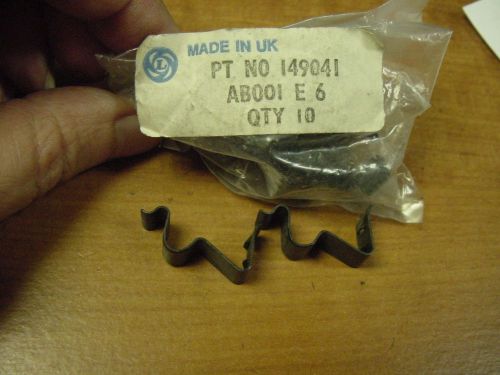 L
MADE IN UK
PT NO 149041
AB001 E 6
QTY 10